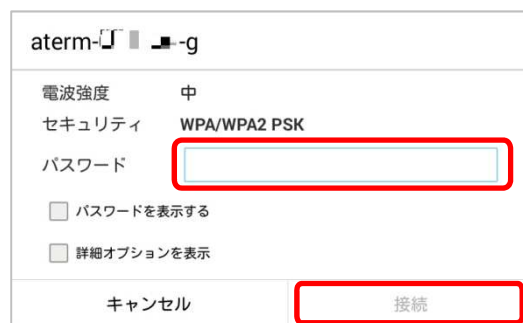 aterm- -g
電波強度 中
セキュリティ WPA/WPA2 PSK
パスワード
パスワードを表示する
詳細オプションを表示
キャンセル 接続